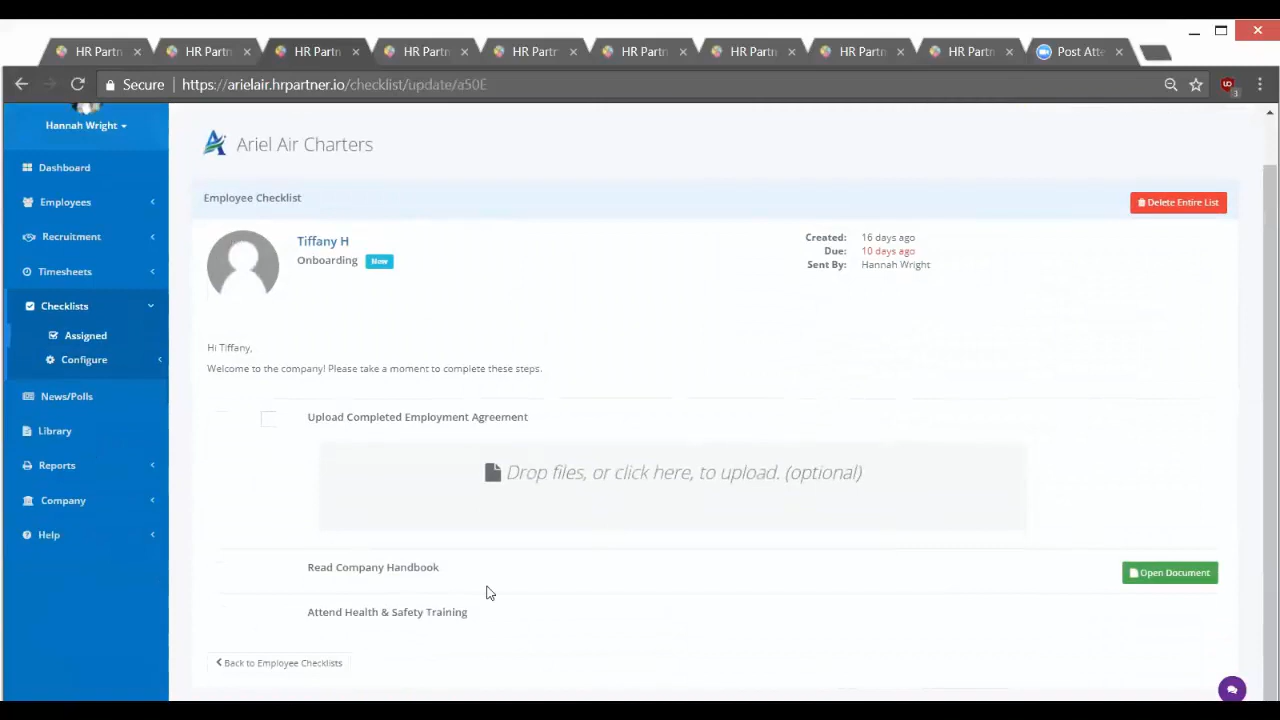 HR Partn
HR Partn
HR Partn
HR Partn
HR Partr
HR Partn
HR Partn
HR Partn
HR Partn
Post Atte
Secure
https://arielair.hrpartner.io/checklist/update/a50E
3
Hannah Wright
Dashboard
Employees
Recruitment
Timesheets
Checklists
Assigned
Configure
News/Polls
Library
Reports
Company
Help
Ariel Air Charters
Employee Checklist
Delete Entire List
Tiffany H
Onboarding New
Created: 16 days ago
Due: 10 days ago
Sent By: Hannah Wright
Hi Tiffany,
Welcome to the company! Please take a moment to complete these steps.
Upload Completed Employment Agreement
Drop files, or click here, to upload. (optional)
Read Company Handbook
Open Document
Attend Health & Safety Training
Back to Employee Checklists